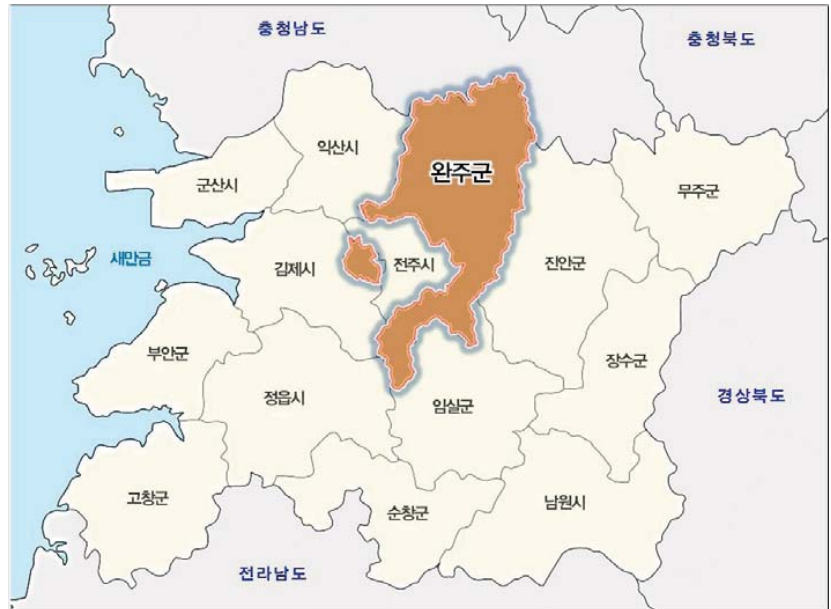 충청남도
충청북도
익산시
완주군
군산시
무주군
새만금
김제시
전주시
진안군
부안군
장수군
정읍시
임실군
경상북도
고창군
순창군
남원시
전라남도